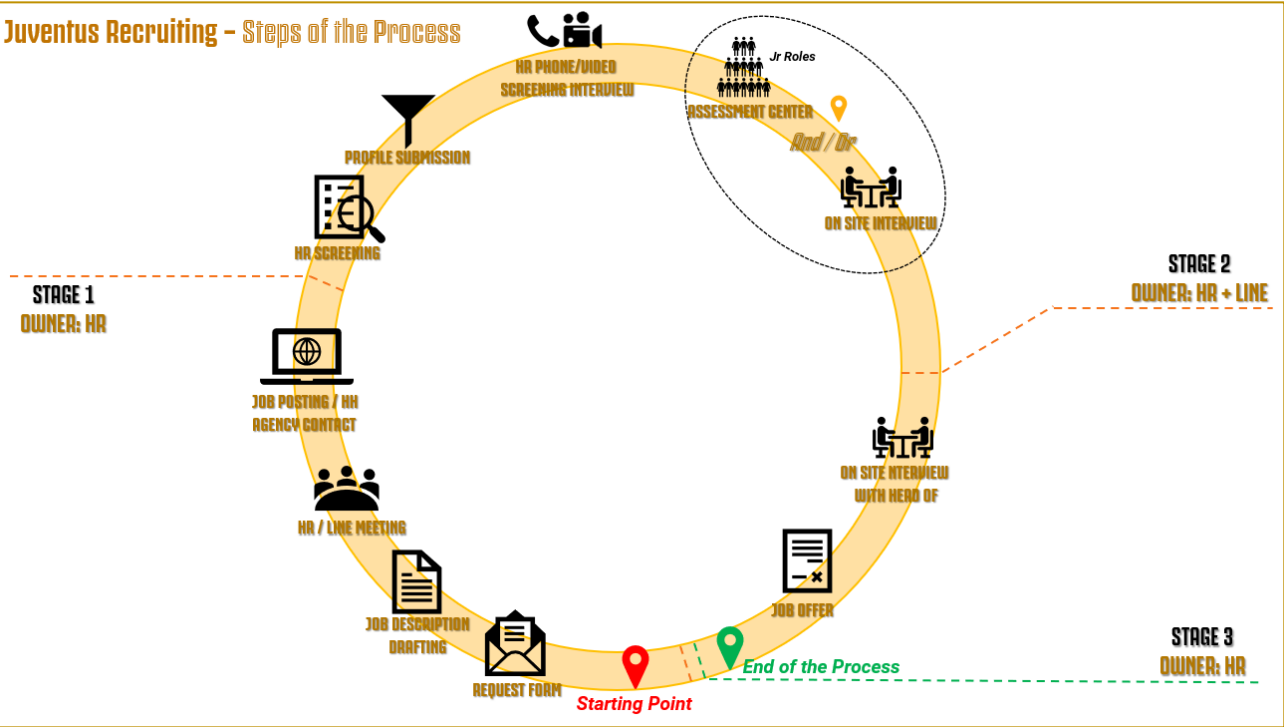 Juventus Recruiting - Steps of the Process
HR PHONE/VIDEO
SCREENING INTERVIEW
Jr Roles
ASSESSMENT CENTER
And / Or
ON SITE INTERVIEW
PROFILE SUBMISSION
HR SCREENING
STAGE 1
OWNER: HR
STAGE 2
OWNER: HR + LINE
JOB POSTING / HH
AGENCY CONTACT
ON SITE NTERVIEW
WITH HEAD OF
HR / LINE MEETING
JOB DESCRIPTION
DRAFTING
JOB OFFER
REQUEST FORM
Starting Point
End of the Process
STAGE 3
OWNER: HR